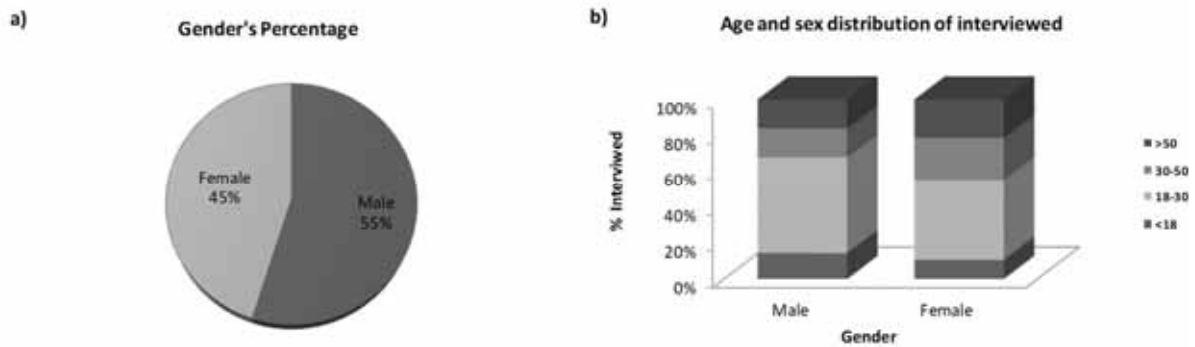 a)
Gender's Percentage
Female
45%
Male
55%
b)
Age and sex distribution of interviewed
% Interviwed
100%
80%
60%
40%
20%
0%
Male
Female
Gender
>50
30-50
18-30
<18